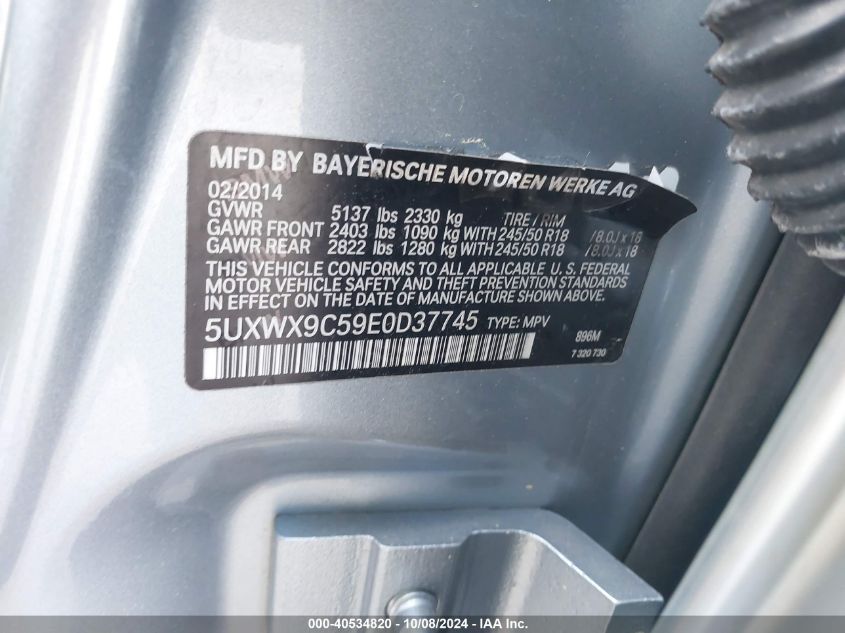 MFD BY BAYERISCHE MOTOREN WERKE AG
02/2014
GVWR 5137 lbs 2330 kg TIRE / RIM
GAWR FRONT 2403 lbs 1090 kg WITH 245/50 R18 /8.0J x 18
GAWR REAR 2822 lbs 1280 kg WITH 245/50 R18 /8.0J x 18
THIS VEHICLE CONFORMS TO ALL APPLICABLE U. S. FEDERAL
MOTOR VEHICLE SAFETY AND THEFT PREVENTION STANDARDS
IN EFFECT ON THE DATE OF MANUFACTURE SHOWN ABOVE.
5UXWX9C59E0D37745 TYPE: MPV 896M
7 320 730
000-40534820 - 10/08/2024 - IAA Inc.